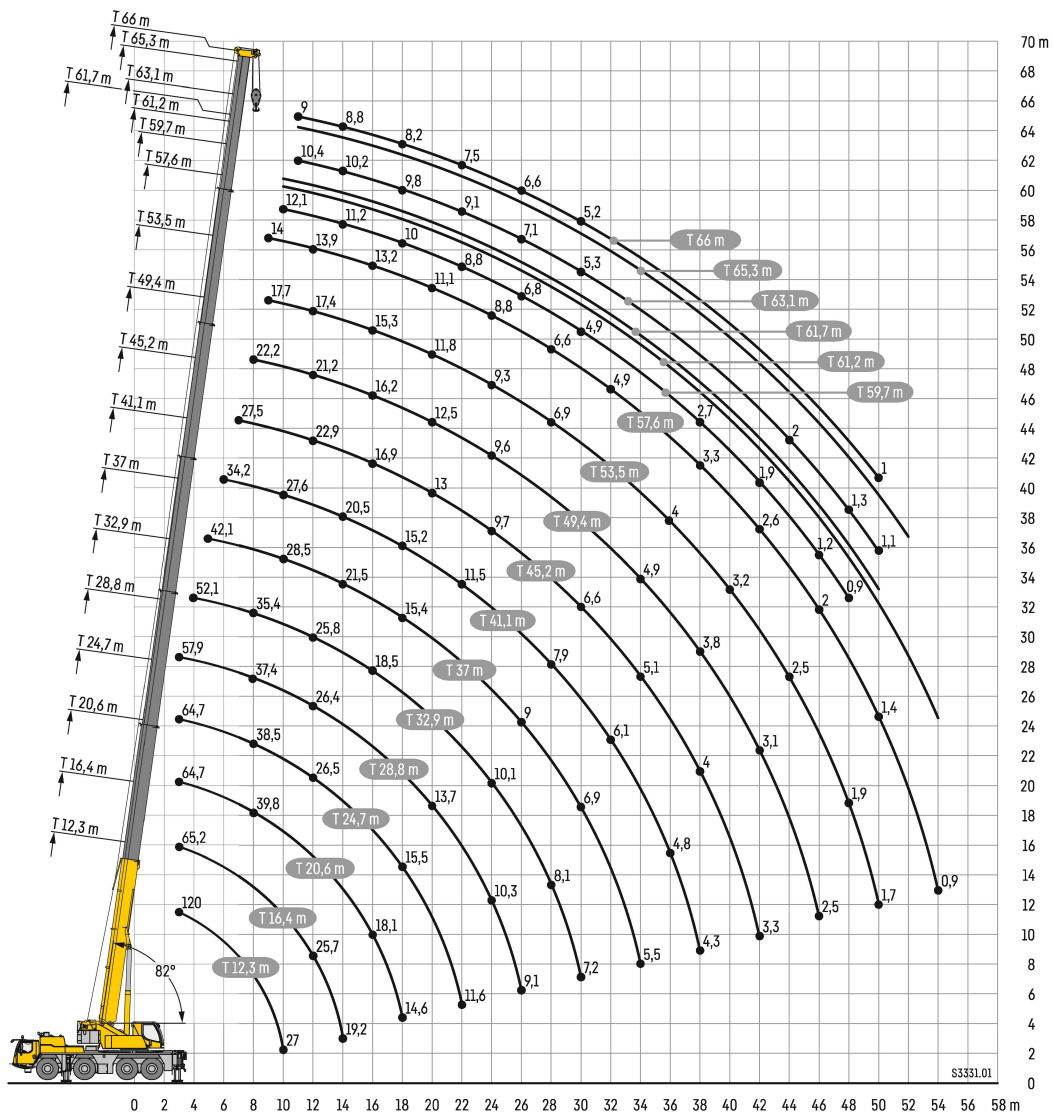 T 66 m
T 65,3 m
T 63,1 m
T 61,7 m
T 61,2 m
T 59,7 m
T 57,6 m
T 53,5 m
T 49,4 m
T 45,2 m
T 41,1 m
T 37 m
T 32,9 m
T 28,8 m
T 24,7 m
T 20,6 m
T 16,4 m
T 12,3 m
82°
9 8,8 8,2 7,5 6,6 5,2 1
T 66 m
T 65,3 m
10,4 10,2 9,8 9,1 7,1 5,3 2 1,3 1,1
T 63,1 m
T 61,7 m
T 61,2 m
12,1 11,2 10 8,8 6,8 4,9 2,7 1,9 1,2 0,9
T 59,7 m
14 13,9 13,2 11,1 8,8 6,6 4,9 3,3 2,6 2 1,4 0,9
T 57,6 m
17,7 17,4 15,3 11,8 9,3 6,9 4 3,2 2,5 1,9 1,7
T 53,5 m
22,2 21,2 16,2 12,5 9,6 4,9 3,8 3,1 2,5
T 49,4 m
27,5 22,9 16,9 13 9,7 6,6 5,1 4 3,3
T 45,2 m
34,2 27,6 20,5 15,2 11,5 7,9 6,1 4,8 4,3
T 41,1 m
42,1 28,5 21,5 15,4 9 6,9 5,5
T 37 m
52,1 35,4 25,8 18,5 10,1 8,1 7,2
T 32,9 m
57,9 37,4 26,4 13,7 10,3 9,1
T 28,8 m
64,7 38,5 26,5 15,5 11,6
T 24,7 m
64,7 39,8 18,1 14,6
T 20,6 m
65,2 25,7 19,2
T 16,4 m
120 27
T 12,3 m
70 m
68
66
64
62
60
58
56
54
52
50
48
46
44
42
40
38
36
34
32
30
28
26
24
22
20
18
16
14
12
10
8
6
4
2
0
S3331.01
0 2 4 6 8 10 12 14 16 18 20 22 24 26 28 30 32 34 36 38 40 42 44 46 48 50 52 54 56 58 m